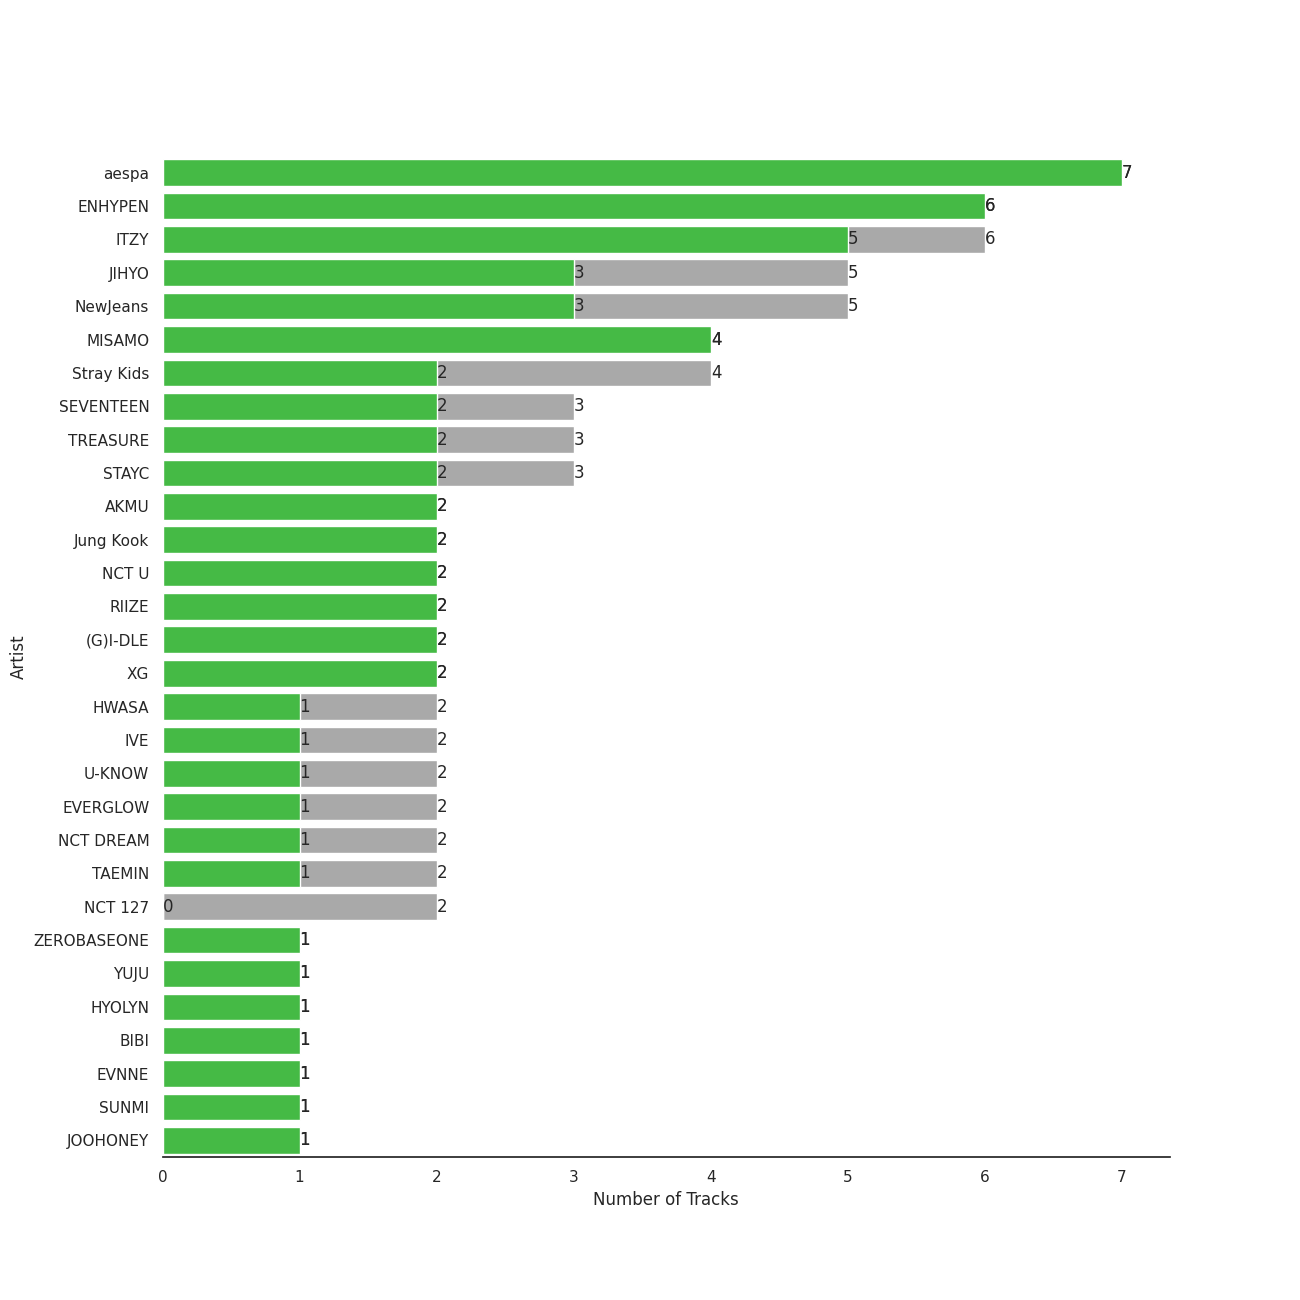 aespa 7
ENHYPEN 6
ITZY 5 6
JIHYO 3 5
NewJeans 3 5
MISAMO 4
Stray Kids 2 4
SEVENTEEN 2 3
TREASURE 2 3
STAYC 2 3
AKMU 2
Jung Kook 2
NCT U 2
RIIZE 2
(G)I-DLE 2
XG 2
HWASA 1 2
IVE 1 2
U-KNOW 1 2
EVERGLOW 1 2
NCT DREAM 1 2
TAEMIN 1 2
NCT 127 0 2
ZEROBASEONE 1
YUJU 1
HYOLYN 1
BIBI 1
EVNNE 1
SUNMI 1
JOOHONEY 1
Artist
0 1 2 3 4 5 6 7
Number of Tracks